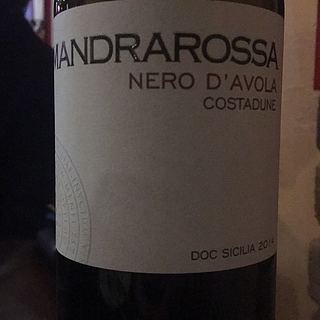 MANDRAROSSA
NERO D'AVOLA
COSTADUNE
DOC SICILIA 2014